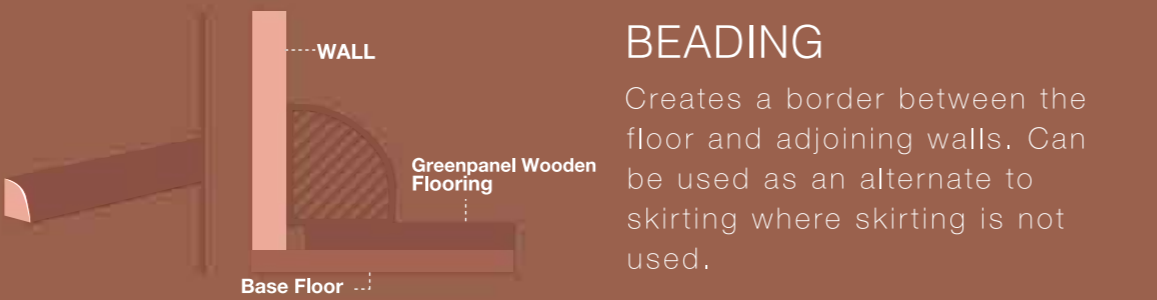 WALL
Greenpanel Wooden
Flooring
Base Floor
BEADING
Creates a border between the
floor and adjoining walls. Can
be used as an alternate to
skirting where skirting is not
used.